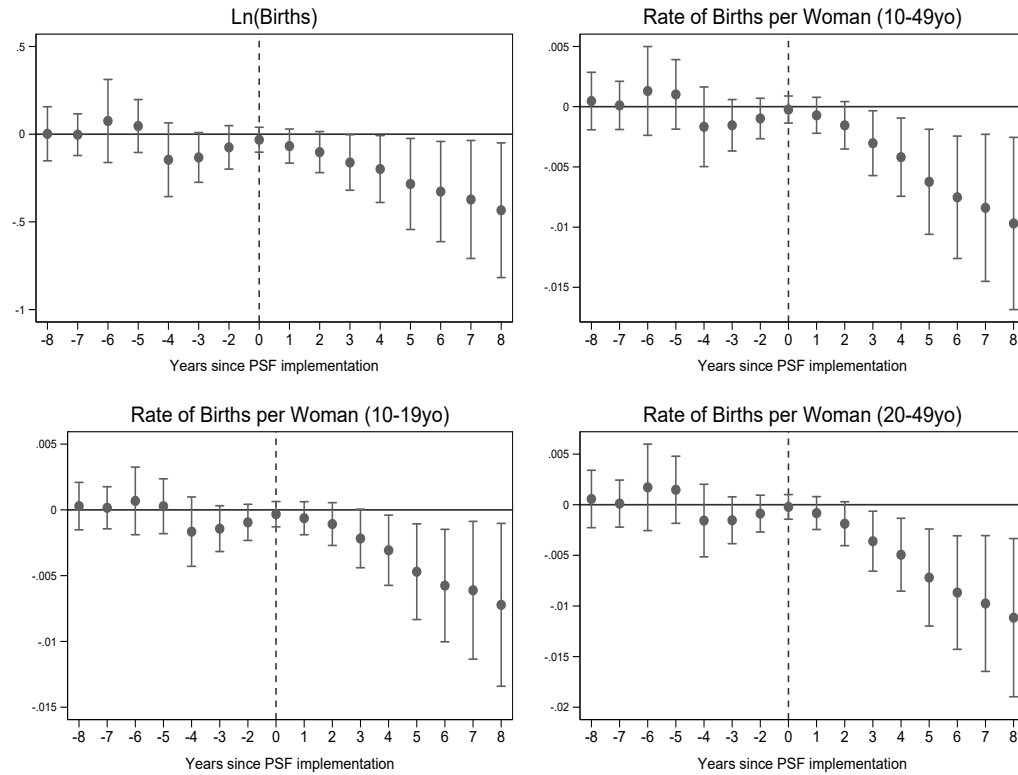 Ln(Births)
.5
0
-.5
-1
-8 -7 -6 -5 -4 -3 -2 0 1 2 3 4 5 6 7 8
Years since PSF implementation
Rate of Births per Woman (10-49yo)
.005
0
-.005
-.01
-.015
-8 -7 -6 -5 -4 -3 -2 0 1 2 3 4 5 6 7 8
Years since PSF implementation
Rate of Births per Woman (10-19yo)
.005
0
-.005
-.01
-.015
-8 -7 -6 -5 -4 -3 -2 0 1 2 3 4 5 6 7 8
Years since PSF implementation
Rate of Births per Woman (20-49yo)
.005
0
-.005
-.01
-.015
-.02
-8 -7 -6 -5 -4 -3 -2 0 1 2 3 4 5 6 7 8
Years since PSF implementation